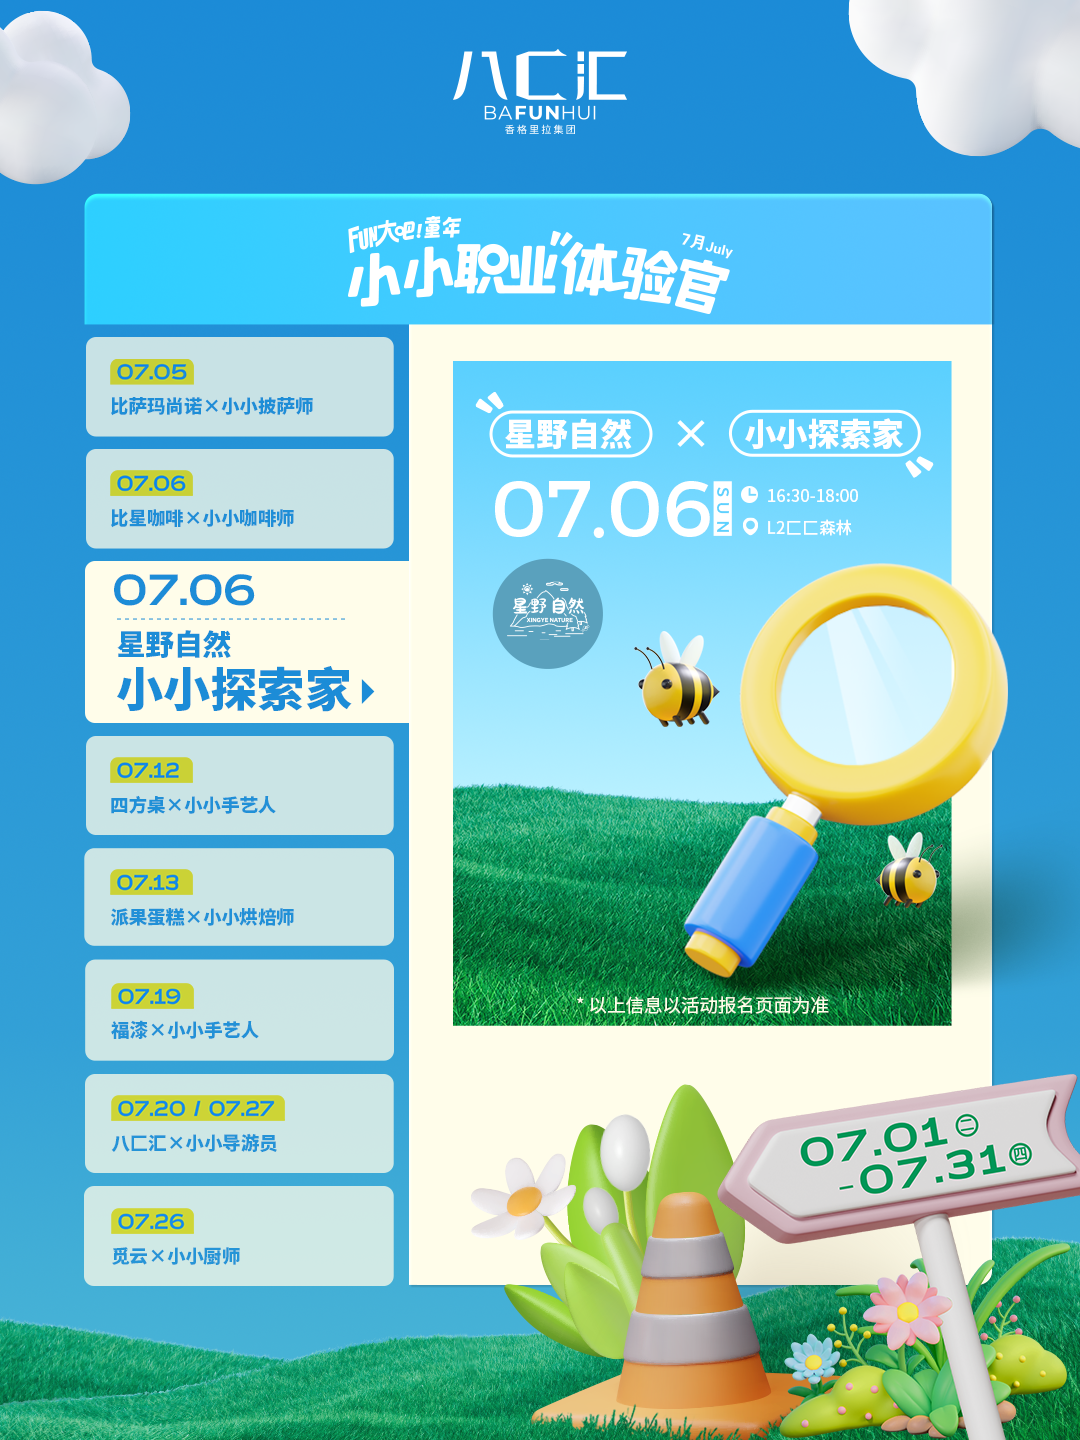 八匚汇
BAFUNHUI
香格里拉集团
FUN大吧!童年
7月July
小小职业体验官
07.05
比萨玛尚诺×小小披萨师
07.06
比星咖啡×小小咖啡师
07.06
星野自然
小小探索家
07.12
四方桌×小小手艺人
07.13
派果蛋糕×小小烘焙师
07.19
福漆×小小手艺人
07.20 / 07.27
八匚汇×小小导游员
07.26
觅云×小小厨师
星野自然 × 小小探索家
07.06 SUN
16:30-18:00
L2匚匚森林
星野自然
XINGYE NATURE
* 以上信息以活动报名页面为准
07.01 二
-07.31 四